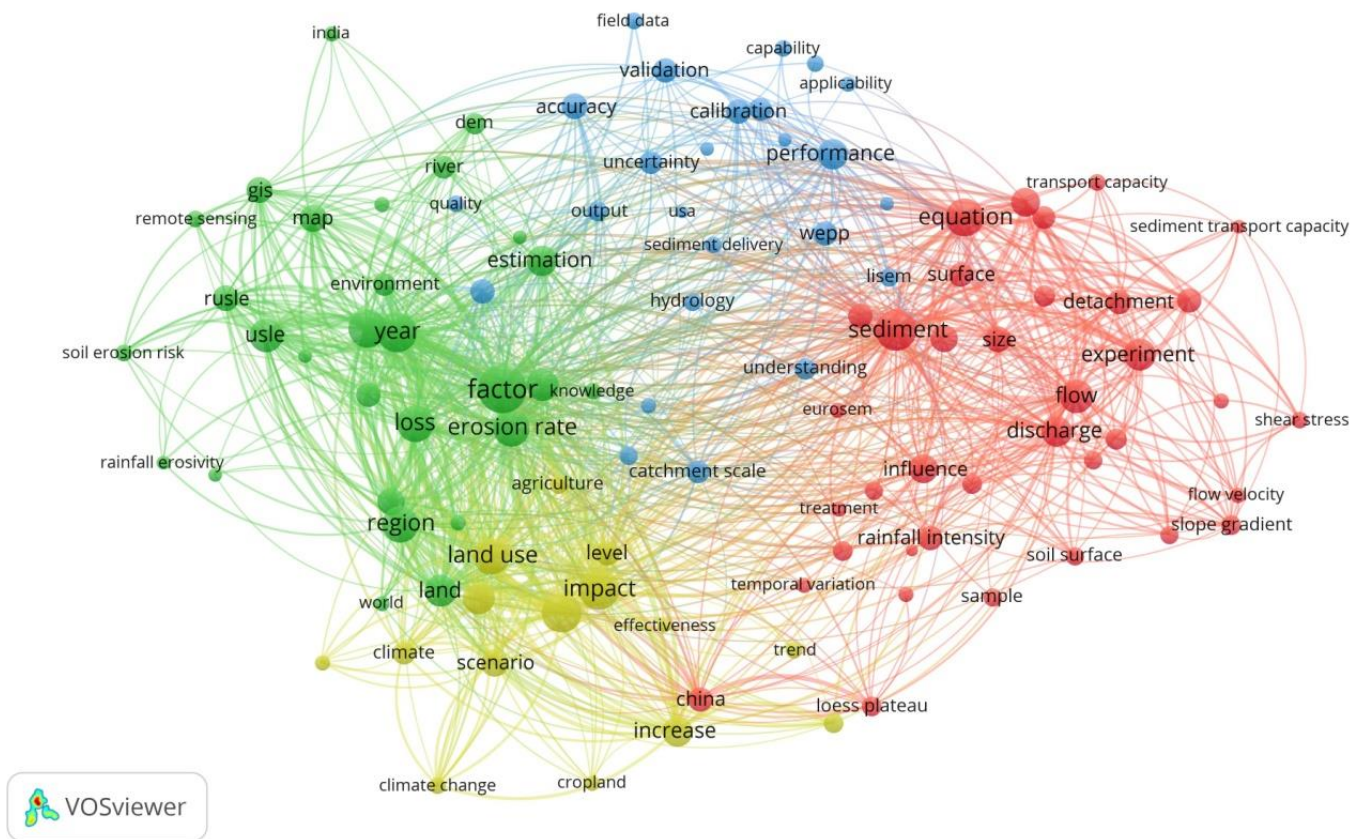 field data
india
capability
validation
applicability
accuracy
calibration
dem
performance
river
uncertainty
transport capacity
gis
quality
output
usa
equation
remote sensing
map
wepp
sediment transport capacity
estimation
sediment delivery
environment
lisem
surface
rusle
hydrology
detachment
usle
year
sediment
size
soil erosion risk
understanding
experiment
factor
knowledge
flow
eurosem
shear stress
loss
erosion rate
discharge
rainfall erosivity
catchment scale
influence
agriculture
flow velocity
treatment
region
slope gradient
rainfall intensity
land use
level
soil surface
land
impact
temporal variation
sample
world
effectiveness
climate
scenario
trend
china
loess plateau
increase
climate change
cropland
VOSviewer